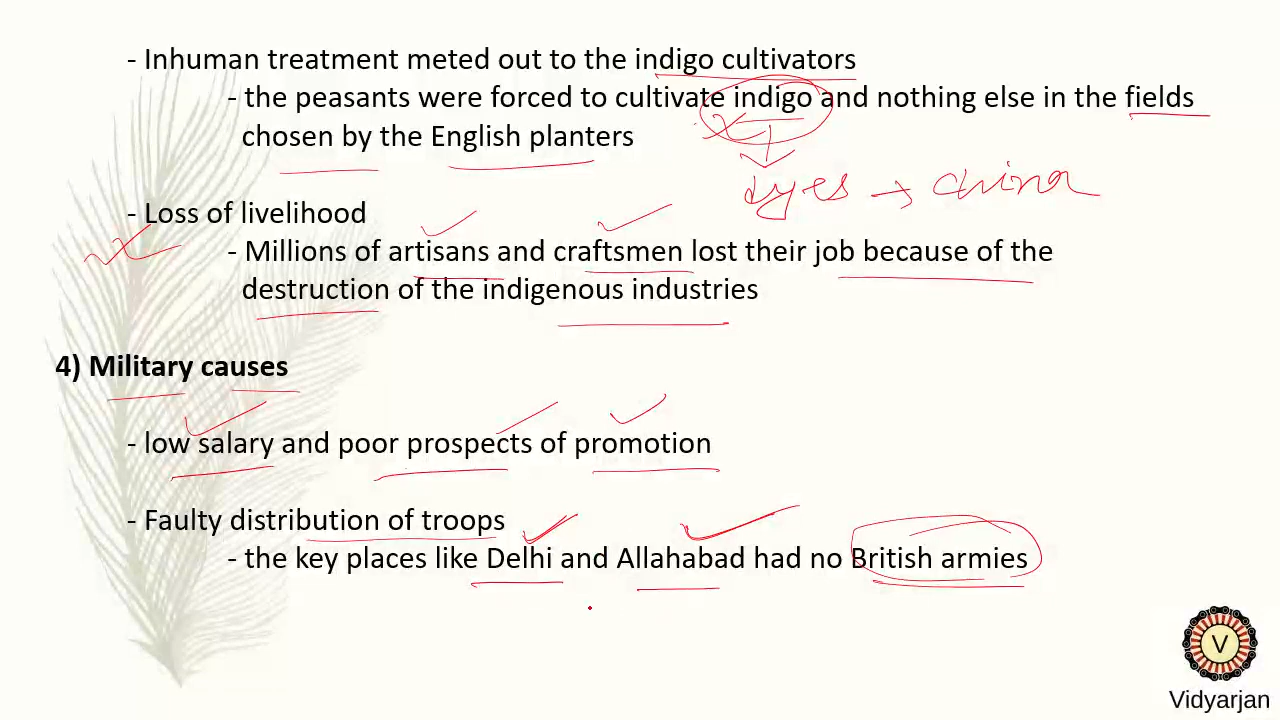 - Inhuman treatment meted out to the indigo cultivators
- the peasants were forced to cultivate indigo and nothing else in the fields
chosen by the English planters
dyes → China
- Loss of livelihood
- Millions of artisans and craftsmen lost their job because of the
destruction of the indigenous industries
4) Military causes
- low salary and poor prospects of promotion
- Faulty distribution of troops
- the key places like Delhi and Allahabad had no British armies
V
Vidyarjan